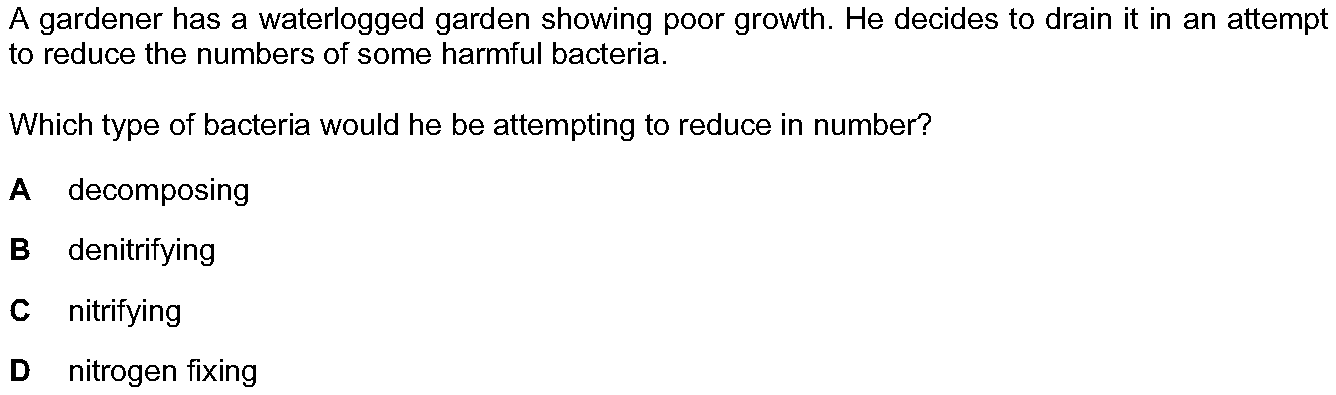 A gardener has a waterlogged garden showing poor growth. He decides to drain it in an attempt
to reduce the numbers of some harmful bacteria.
Which type of bacteria would he be attempting to reduce in number?
A decomposing
B denitrifying
C nitrifying
D nitrogen fixing